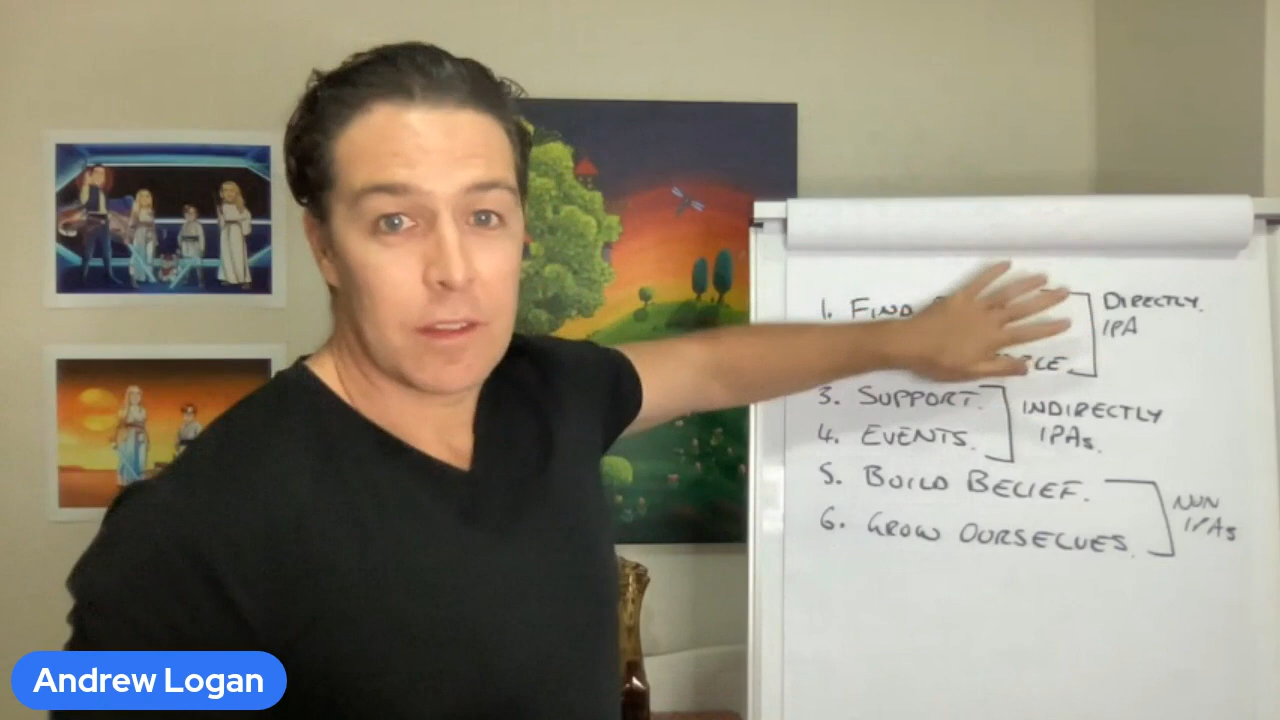 1. FIND
DIRECTLY.
IPA
3. SUPPORT.
INDIRECTLY
IPAs.
4. EVENTS.
5. BUILD BELIEF.
NON
IPAs
6. GROW OURSELVES.
Andrew Logan